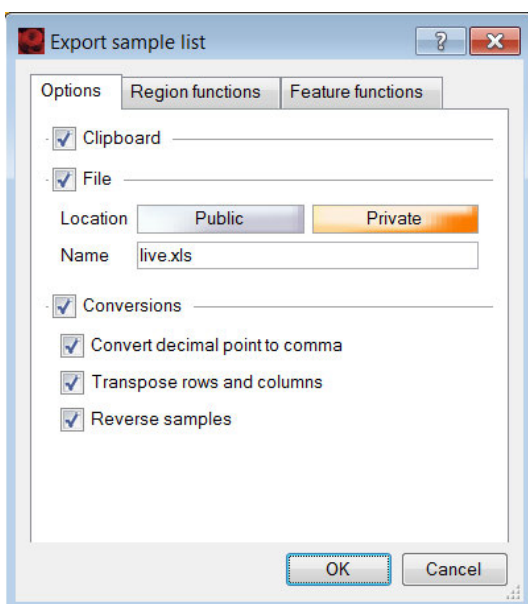 Export sample list
?
Options Region functions Feature functions
Clipboard
File
Location Public Private
Name live.xls
Conversions
Convert decimal point to comma
Transpose rows and columns
Reverse samples
OK Cancel